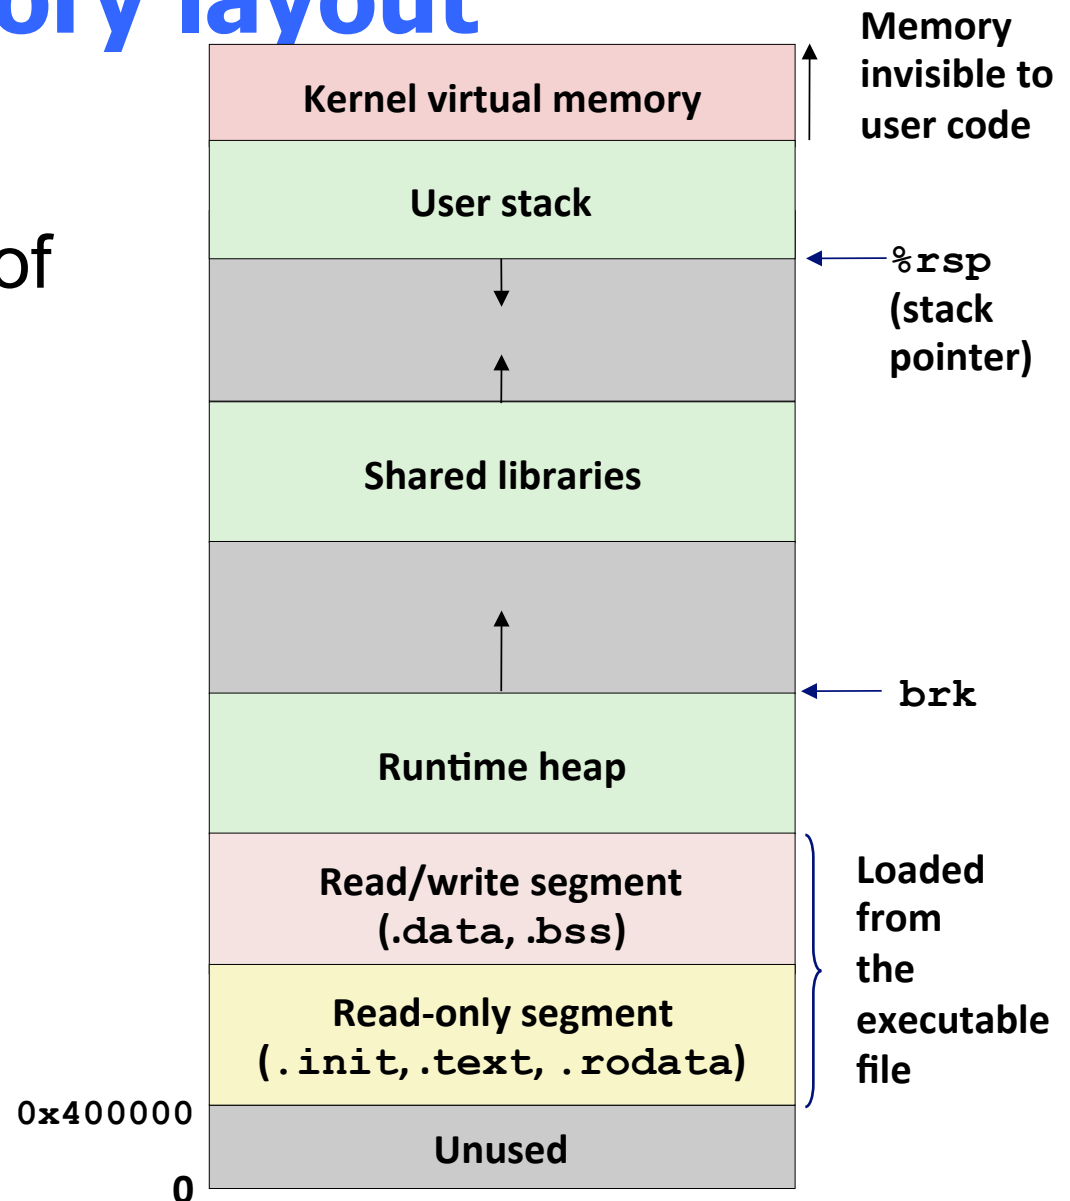 ory layout
Memory
invisible to
user code
Kernel virtual memory
User stack
of
%rsp
(stack
pointer)
Shared libraries
brk
Runtime heap
Read/write segment
(.data, .bss)
Loaded
from
the
executable
file
Read-only segment
(.init, .text, .rodata)
0x400000
Unused
0